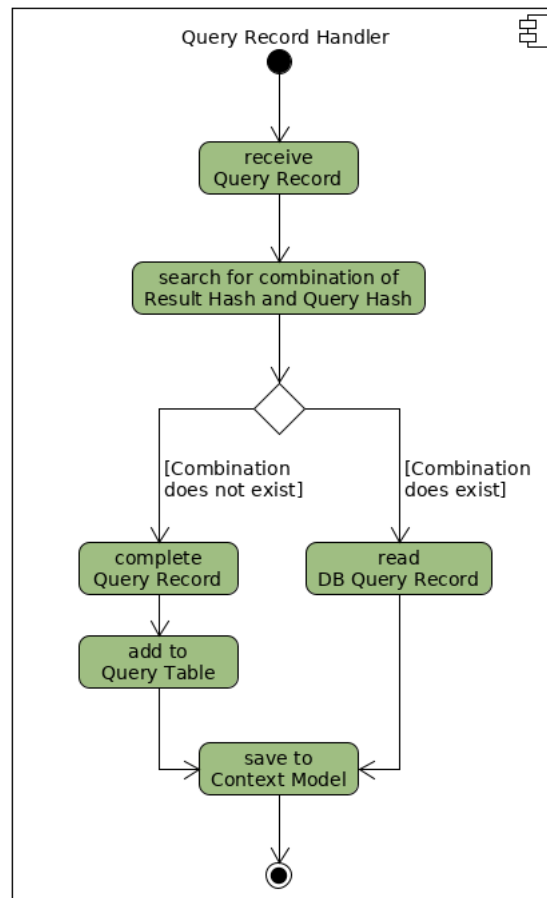 Query Record Handler
receive
Query Record
search for combination of
Result Hash and Query Hash
[Combination
does not exist]
[Combination
does exist]
complete
Query Record
read
DB Query Record
add to
Query Table
save to
Context Model